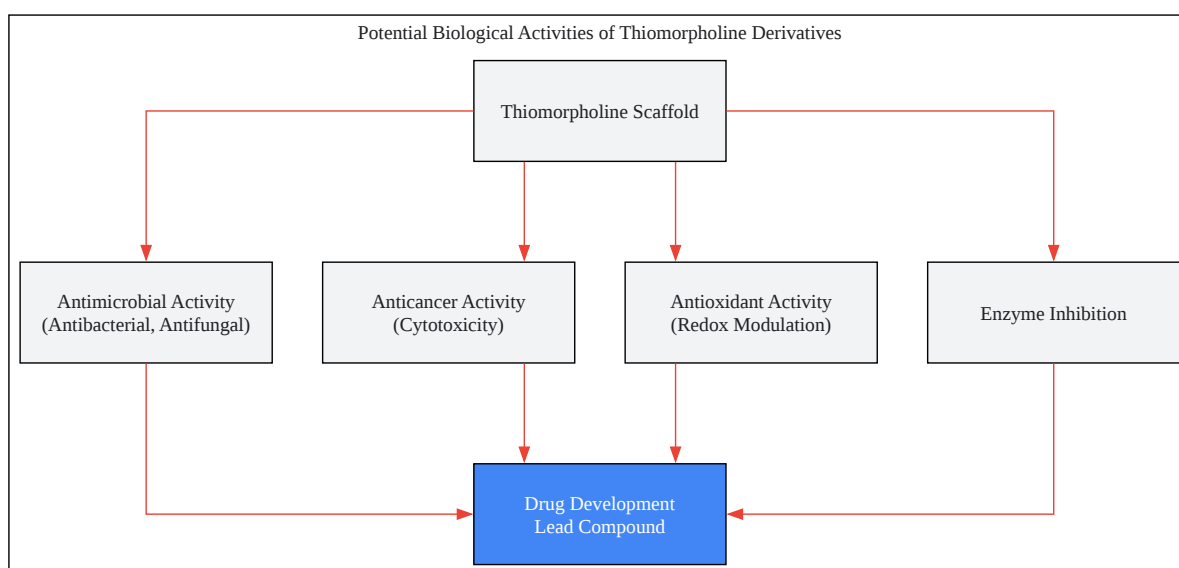 Potential Biological Activities of Thiomorpholine Derivatives
Thiomorpholine Scaffold
Antimicrobial Activity
(Antibacterial, Antifungal)
Anticancer Activity
(Cytotoxicity)
Antioxidant Activity
(Redox Modulation)
Enzyme Inhibition
Drug Development
Lead Compound